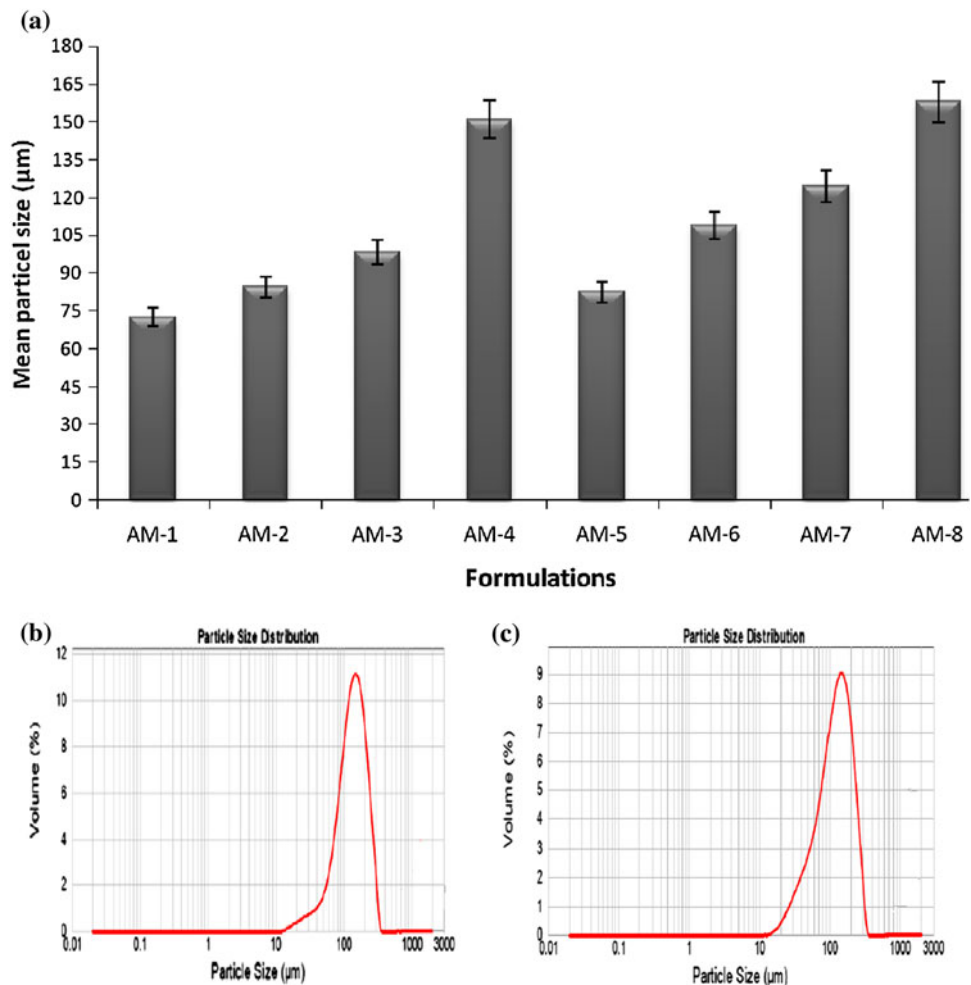 (a)
Mean particel size (µm)
180
165
150
135
120
105
90
75
60
45
30
15
0
AM-1 AM-2 AM-3 AM-4 AM-5 AM-6 AM-7 AM-8
Formulations
(b)
Particle Size Distribution
Volume (%)
12
10
8
6
4
2
0
0.01 0.1 1 10 100 1000 3000
Particle Size (µm)
(c)
Particle Size Distribution
Volume (%)
9
8
7
6
5
4
3
2
1
0
0.01 0.1 1 10 100 1000 3000
Particle Size (µm)